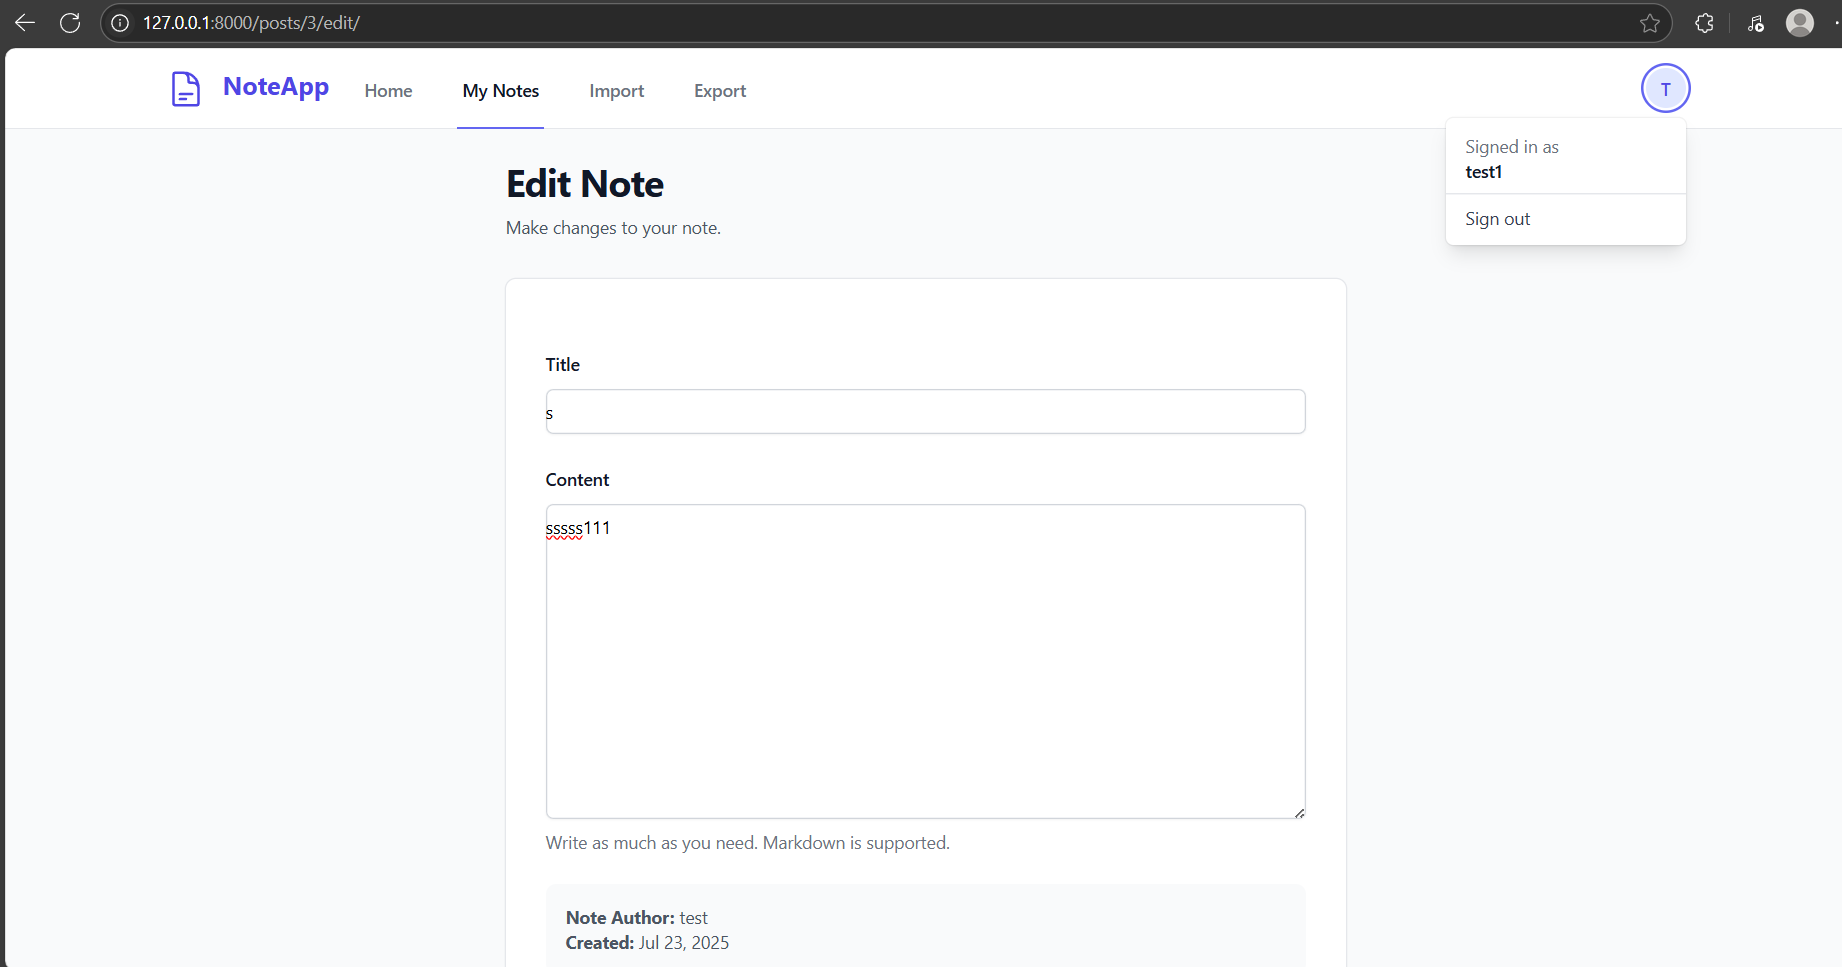 127.0.0.1:8000/posts/3/edit/
NoteApp
Home
My Notes
Import
Export
T
Signed in as
test1
Sign out
Edit Note
Make changes to your note.
Title
s
Content
sssss111
Write as much as you need. Markdown is supported.
Note Author: test
Created: Jul 23, 2025